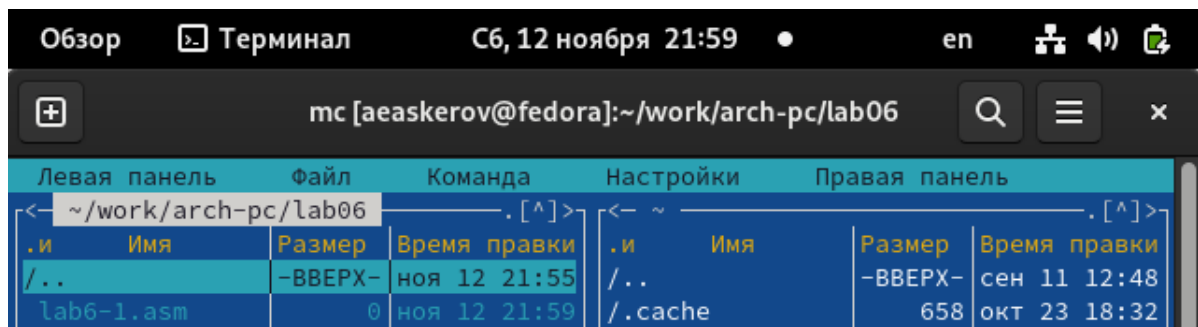 Обзор Терминал Сб, 12 ноября 21:59 en
mc [aeaskerov@fedora]:~/work/arch-pc/lab06
Левая панель Файл Команда Настройки Правая панель
<— ~/work/arch-pc/lab06 .[^]> <— ~ .[^]>
.и Имя Размер Время правки .и Имя Размер Время правки
/.. -ВВЕРХ- ноя 12 21:55 /.. -ВВЕРХ- сен 11 12:48
lab6-1.asm 0 ноя 12 21:59 /.cache 658 окт 23 18:32